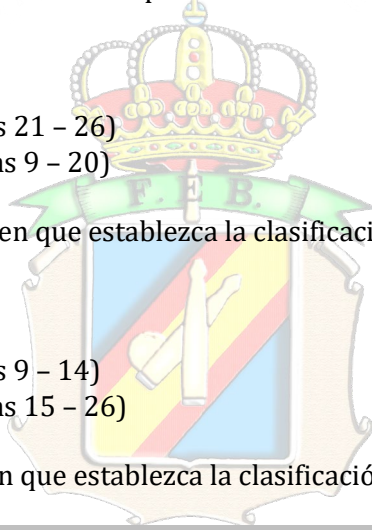 s 21 – 26)
as 9 – 20)
F. E B.
en que establezca la clasificaci
s 9 – 14)
as 15 – 26)
n que establezca la clasificació